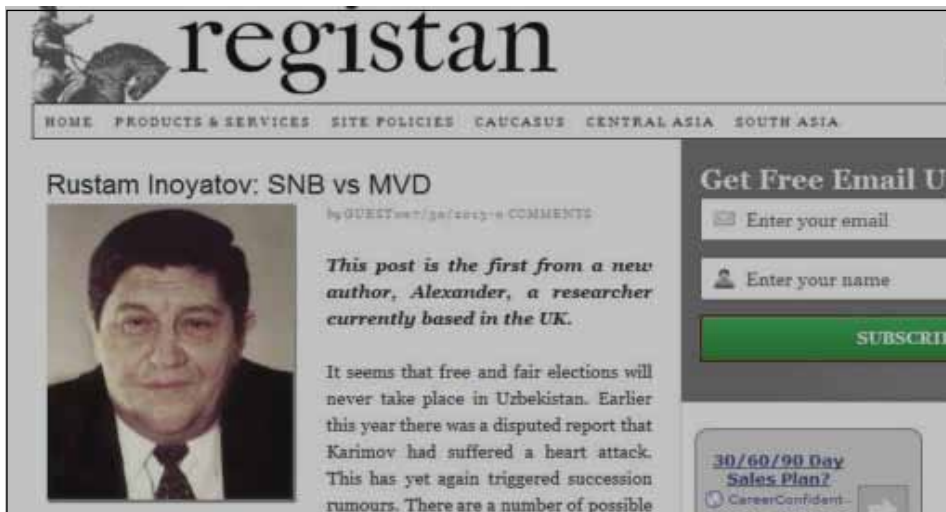 registan
HOME PRODUCTS & SERVICES SITE POLICIES CAUCASUS CENTRAL ASIA SOUTH ASIA
Rustam Inoyatov: SNB vs MVD
by GUEST COMMENTS
This post is the first from a new
author, Alexander, a researcher
currently based in the UK.
It seems that free and fair elections will
never take place in Uzbekistan. Earlier
this year there was a disputed report that
Karimov had suffered a heart attack.
This has yet again triggered succession
rumours. There are a number of possible
Get Free Email U
Enter your email
Enter your name
SUBSCRI
30/60/90 Day
Sales Plan?
CareerConfident